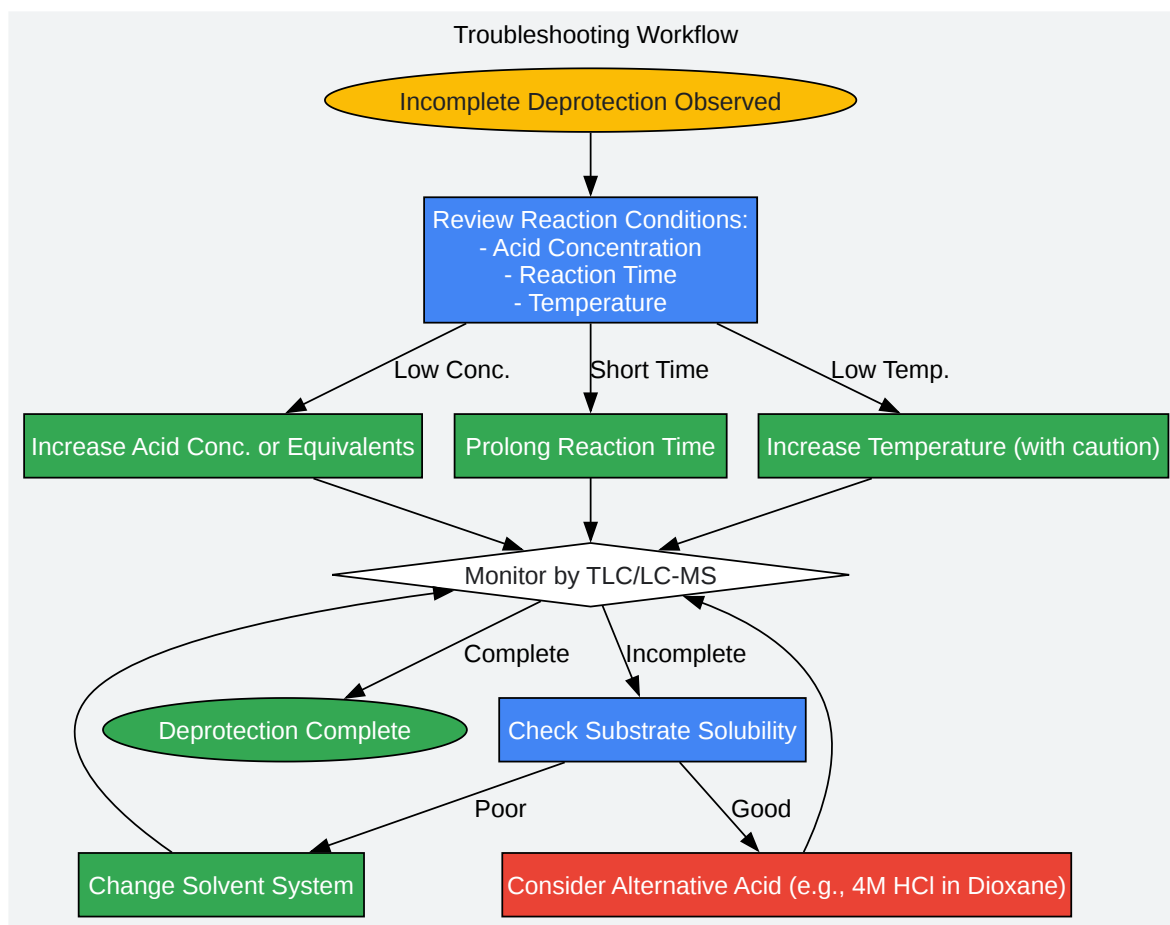 Troubleshooting Workflow
Incomplete Deprotection Observed
Review Reaction Conditions:
- Acid Concentration
- Reaction Time
- Temperature
Low Conc.
Short Time
Low Temp.
Increase Acid Conc. or Equivalents
Prolong Reaction Time
Increase Temperature (with caution)
Monitor by TLC/LC-MS
Complete
Incomplete
Deprotection Complete
Check Substrate Solubility
Poor
Good
Change Solvent System
Consider Alternative Acid (e.g., 4M HCl in Dioxane)